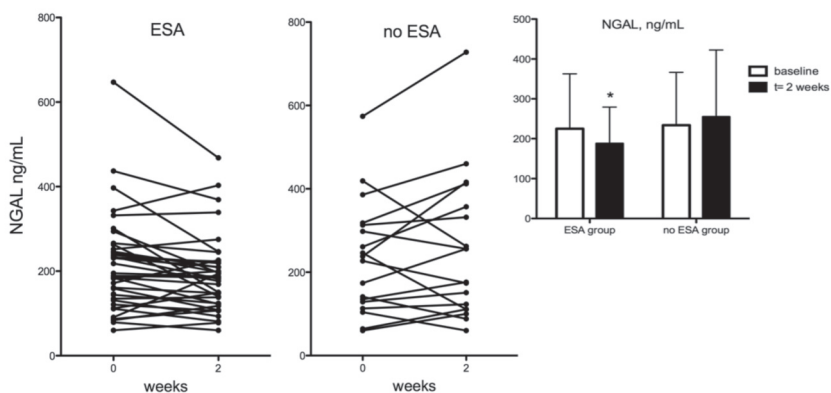 ESA
NGAL ng/mL
800
600
400
200
0
0 2
weeks
no ESA
800
600
400
200
0
0 2
weeks
NGAL, ng/mL
500
400
300
200
100
0
*
ESA group no ESA group
baseline
t= 2 weeks